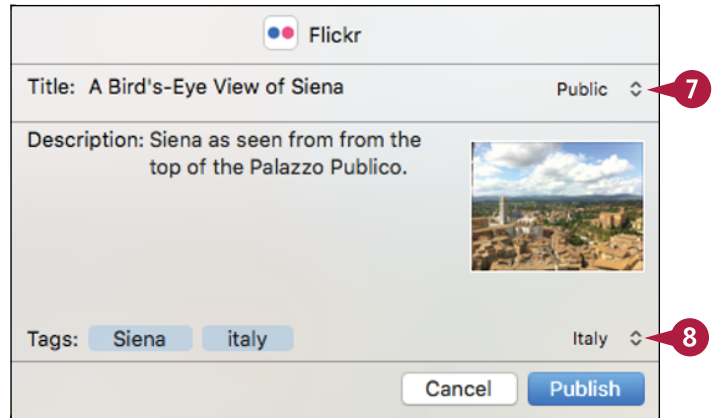 Flickr
Title: A Bird's-Eye View of Siena Public
7
Description: Siena as seen from from the
top of the Palazzo Publico.
Tags: Siena italy Italy
8
Cancel Publish